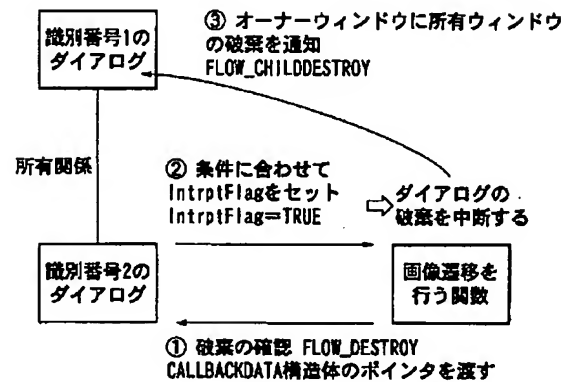 ③ オーナーウィンドウに所有ウィンドウ
の破棄を通知
FLOW_CHILDDESTROY
識別番号1の
ダイアログ
所有関係
② 条件に合わせて
IntrptFlagをセット
IntrptFlag=TRUE
⇨ダイアログの
破棄を中断する
識別番号2の
ダイアログ
画像遷移を
行う関数
① 破棄の確認 FLOW_DESTROY
CALLBACKDATA構造体のポインタを渡す